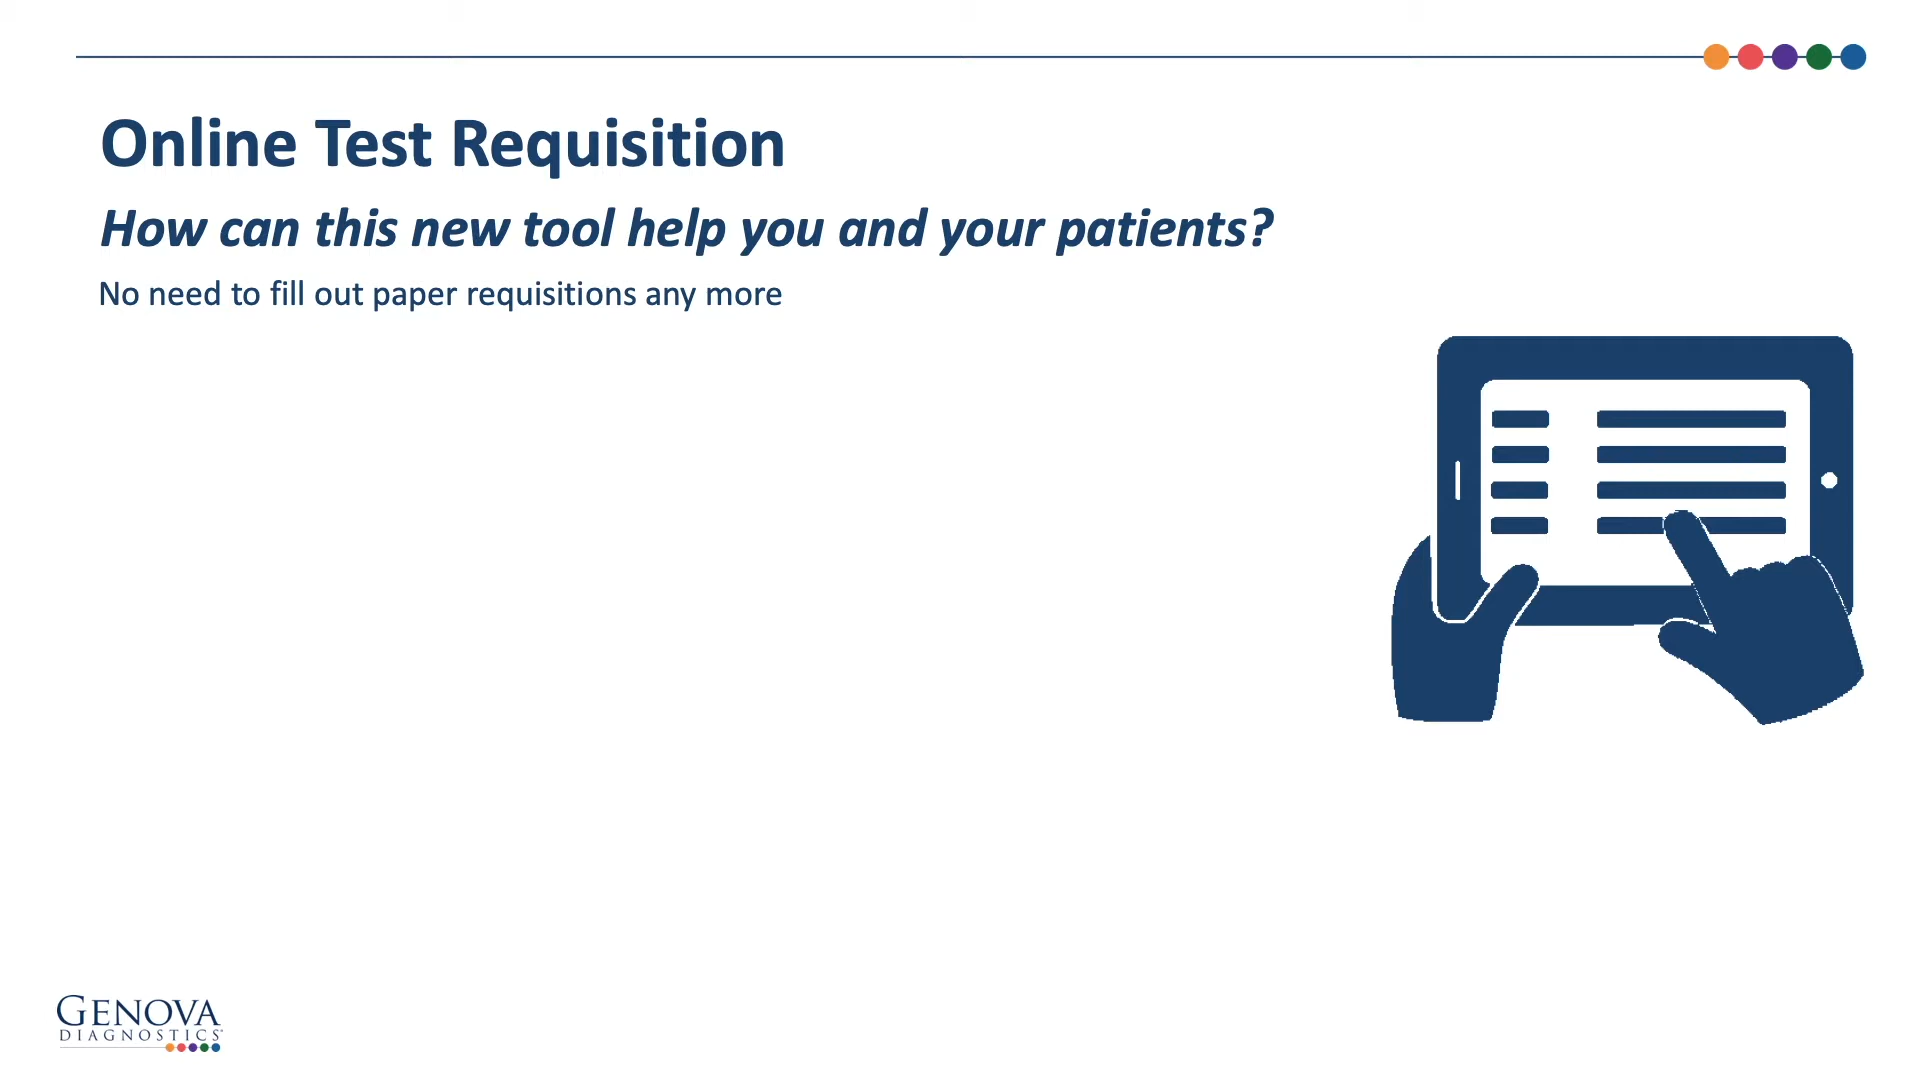 Online Test Requisition
How can this new tool help you and your patients?
No need to fill out paper requisitions any more
GENOVA
DIAGNOSTICS